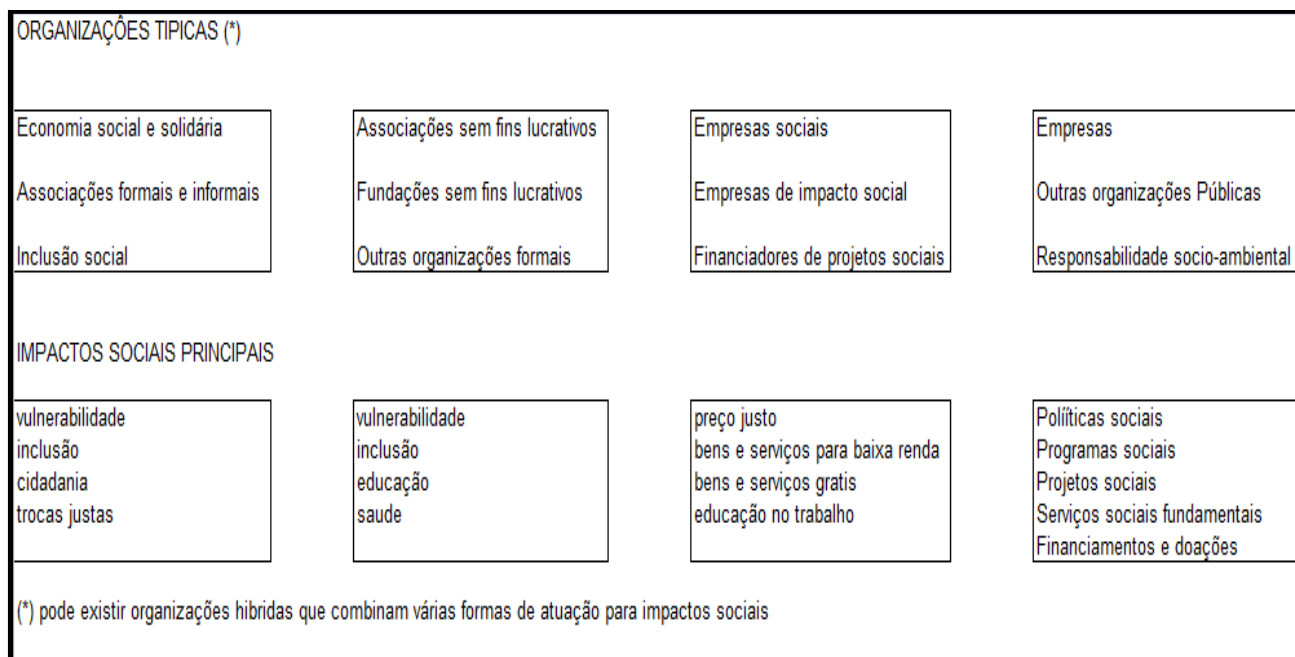 ORGANIZAÇÔES TIPICAS (*)
Economia social e solidária
Associações formais e informais
Inclusão social
Associações sem fins lucrativos
Fundações sem fins lucrativos
Outras organizações formais
Empresas sociais
Empresas de impacto social
Financiadores de projetos sociais
Empresas
Outras organizações Públicas
Responsabilidade socio-ambiental
IMPACTOS SOCIAIS PRINCIPAIS
vulnerabilidade
inclusão
cidadania
trocas justas
vulnerabilidade
inclusão
educação
saude
preço justo
bens e serviços para baixa renda
bens e serviços gratis
educação no trabalho
Poliíticas sociais
Programas sociais
Projetos sociais
Serviços sociais fundamentais
Financiamentos e doações
(*) pode existir organizações hibridas que combinam várias formas de atuação para impactos sociais